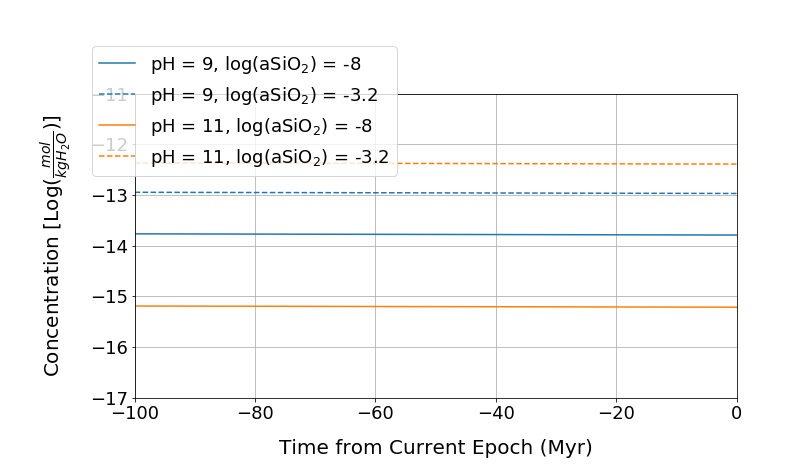 pH = 9, log(aSiO₂) = -8
pH = 9, log(aSiO₂) = -3.2
pH = 11, log(aSiO₂) = -8
pH = 11, log(aSiO₂) = -3.2
Concentration [Log(mol/kgH₂O)]
−11
−12
−13
−14
−15
−16
−17
−100 −80 −60 −40 −20 0
Time from Current Epoch (Myr)